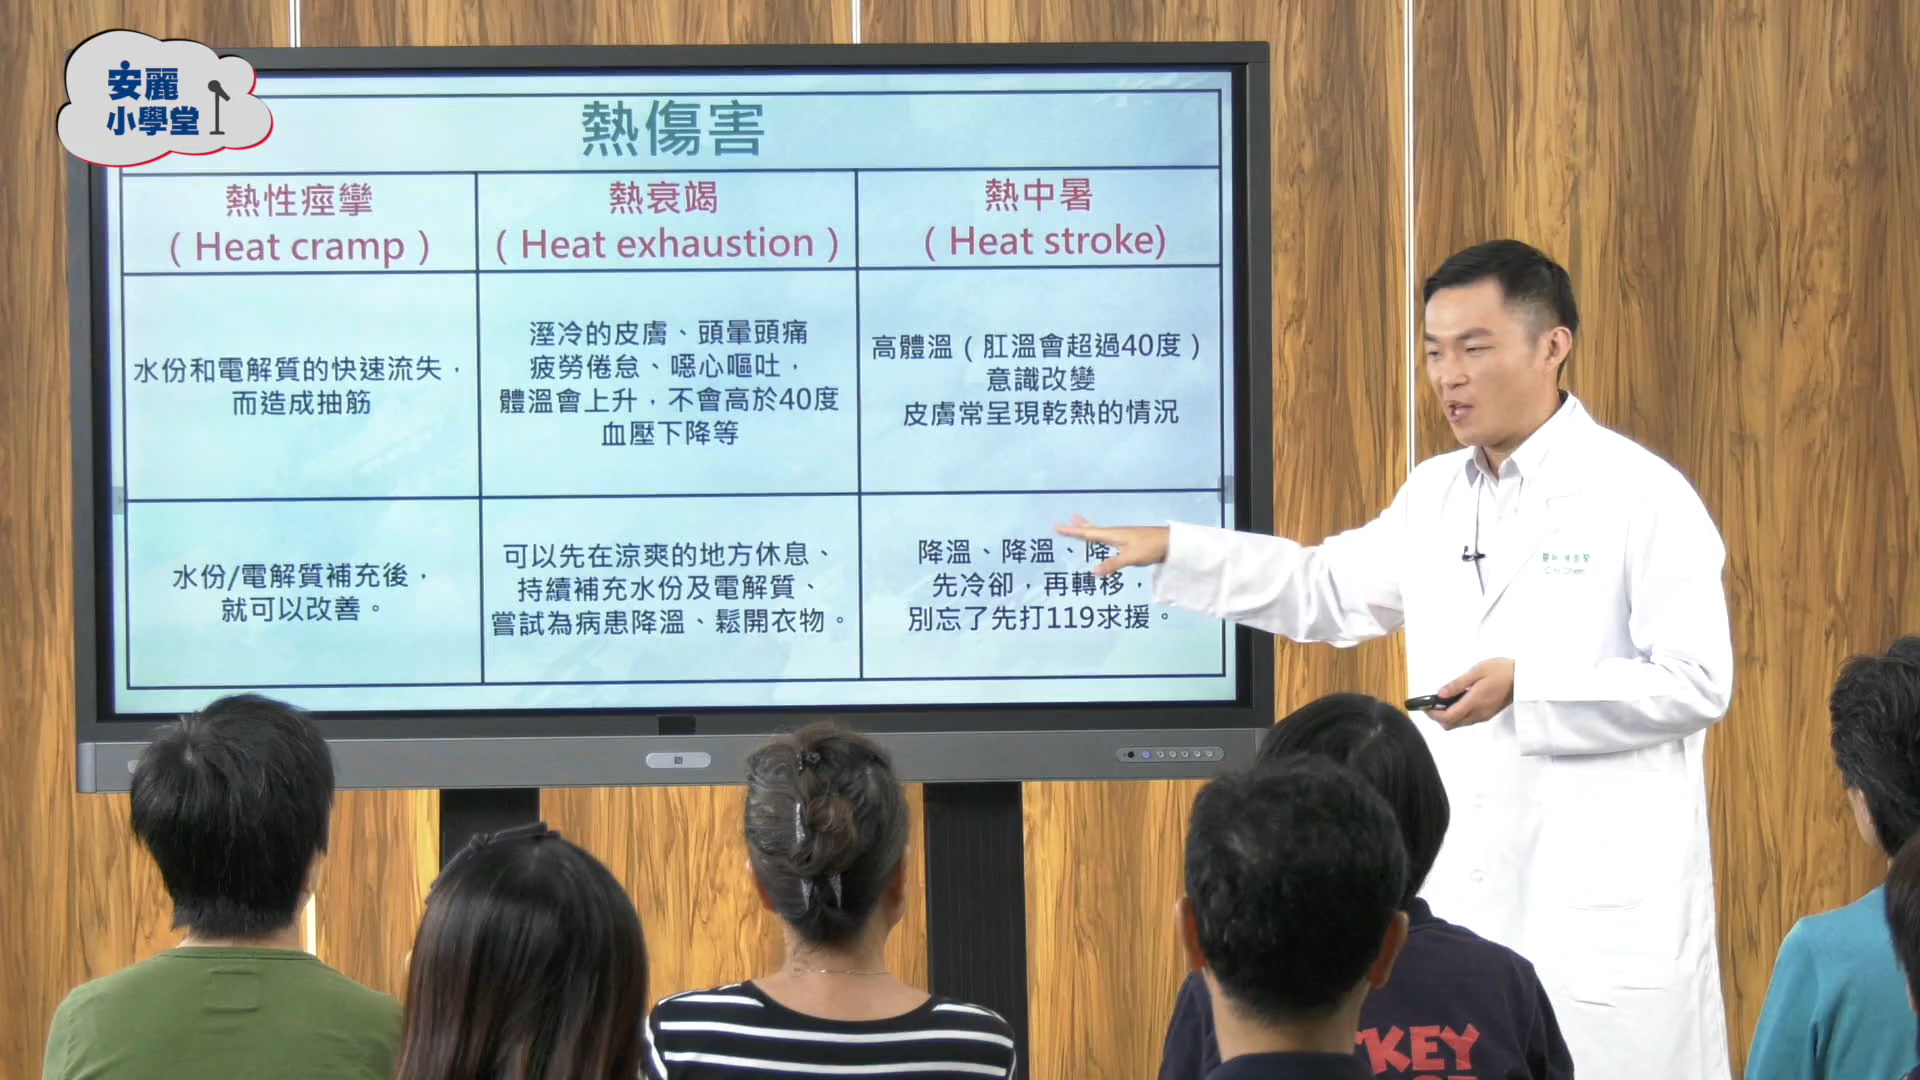 安麗
小學堂
熱傷害
熱性痙攣
( Heat cramp )
熱衰竭
( Heat exhaustion )
熱中暑
( Heat stroke)
水份和電解質的快速流失，
而造成抽筋
溼冷的皮膚、頭暈頭痛
疲勞倦怠、噁心嘔吐，
體溫會上升，不會高於40度
血壓下降等
高體溫（肛溫會超過40度）
意識改變
皮膚常呈現乾熱的情況
水份/電解質補充後，
就可以改善。
可以先在涼爽的地方休息、
持續補充水份及電解質、
嘗試為病患降溫、鬆開衣物。
降溫、降溫、降
先冷卻，再轉移，
別忘了先打119求援。
C.H Chen
KEY